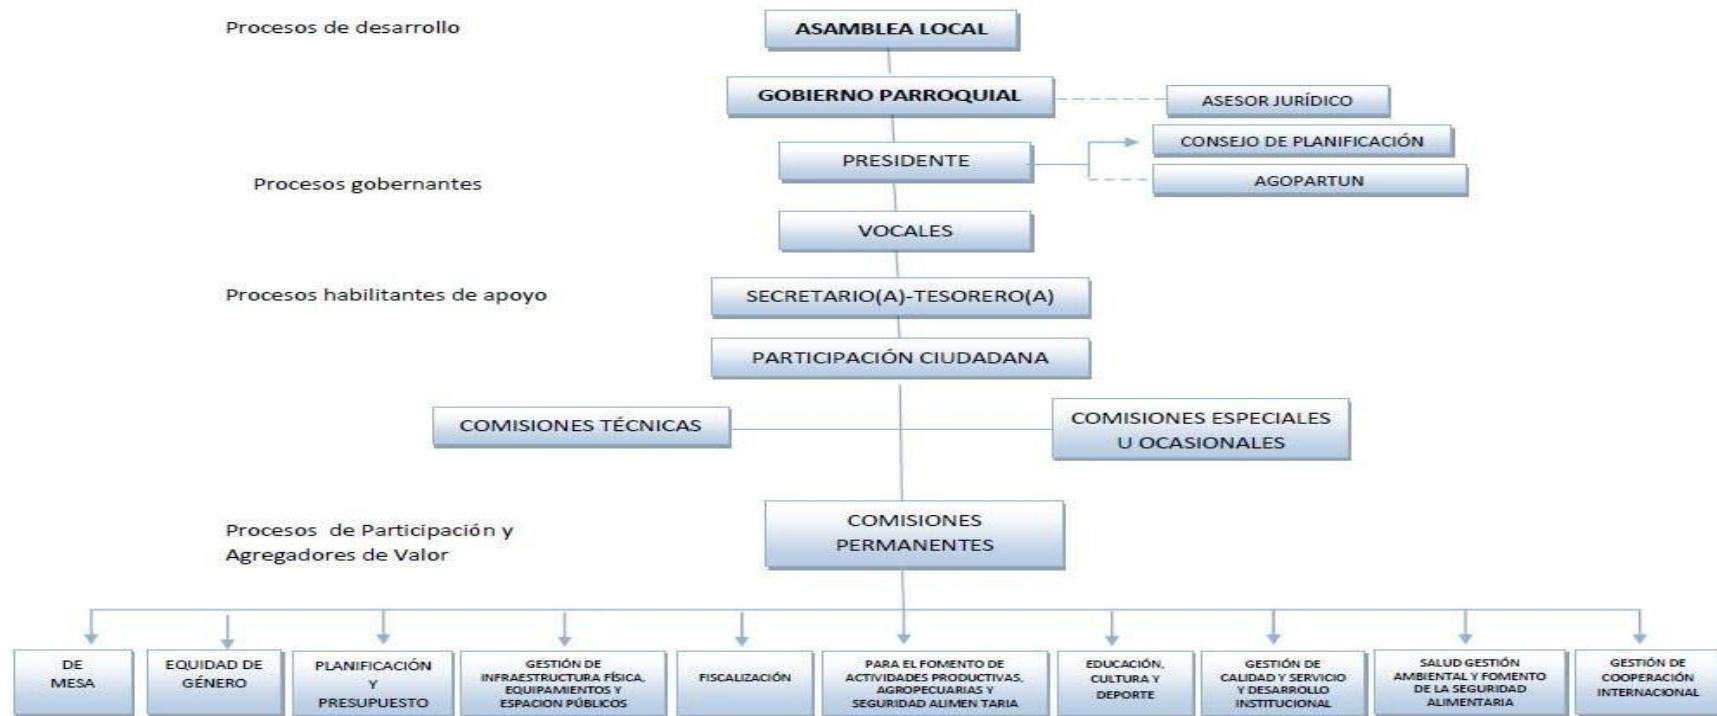 Procesos de desarrollo
ASAMBLEA LOCAL
GOBIERNO PARROQUIAL
ASESOR JURÍDICO
CONSEJO DE PLANIFICACIÓN
PRESIDENTE
AGOPARTUN
Procesos gobernantes
VOCALES
Procesos habilitantes de apoyo
SECRETARIO(A)-TESORERO(A)
PARTICIPACIÓN CIUDADANA
COMISIONES TÉCNICAS
COMISIONES ESPECIALES
U OCASIONALES
Procesos de Participación y
Agregadores de Valor
COMISIONES
PERMANENTES
DE
MESA
EQUIDAD DE
GÉNERO
PLANIFICACIÓN
Y
PRESUPUESTO
GESTIÓN DE
INFRAESTRUCTURA FÍSICA,
EQUIPAMIENTOS Y
ESPACION PÚBLICOS
FISCALIZACIÓN
PARA EL FOMENTO DE
ACTIVIDADES PRODUCTIVAS,
AGROPECUARIAS Y
SEGURIDAD ALIMEN TARIA
EDUCACIÓN,
CULTURA Y
DEPORTE
GESTIÓN DE
CALIDAD Y SERVICIO
Y DESARROLLO
INSTITUCIONAL
SALUD GESTIÓN
AMBIENTAL Y FOMENTO
DE LA SEGURIDAD
ALIMENTARIA
GESTIÓN DE
COOPERACIÓN
INTERNACIONAL